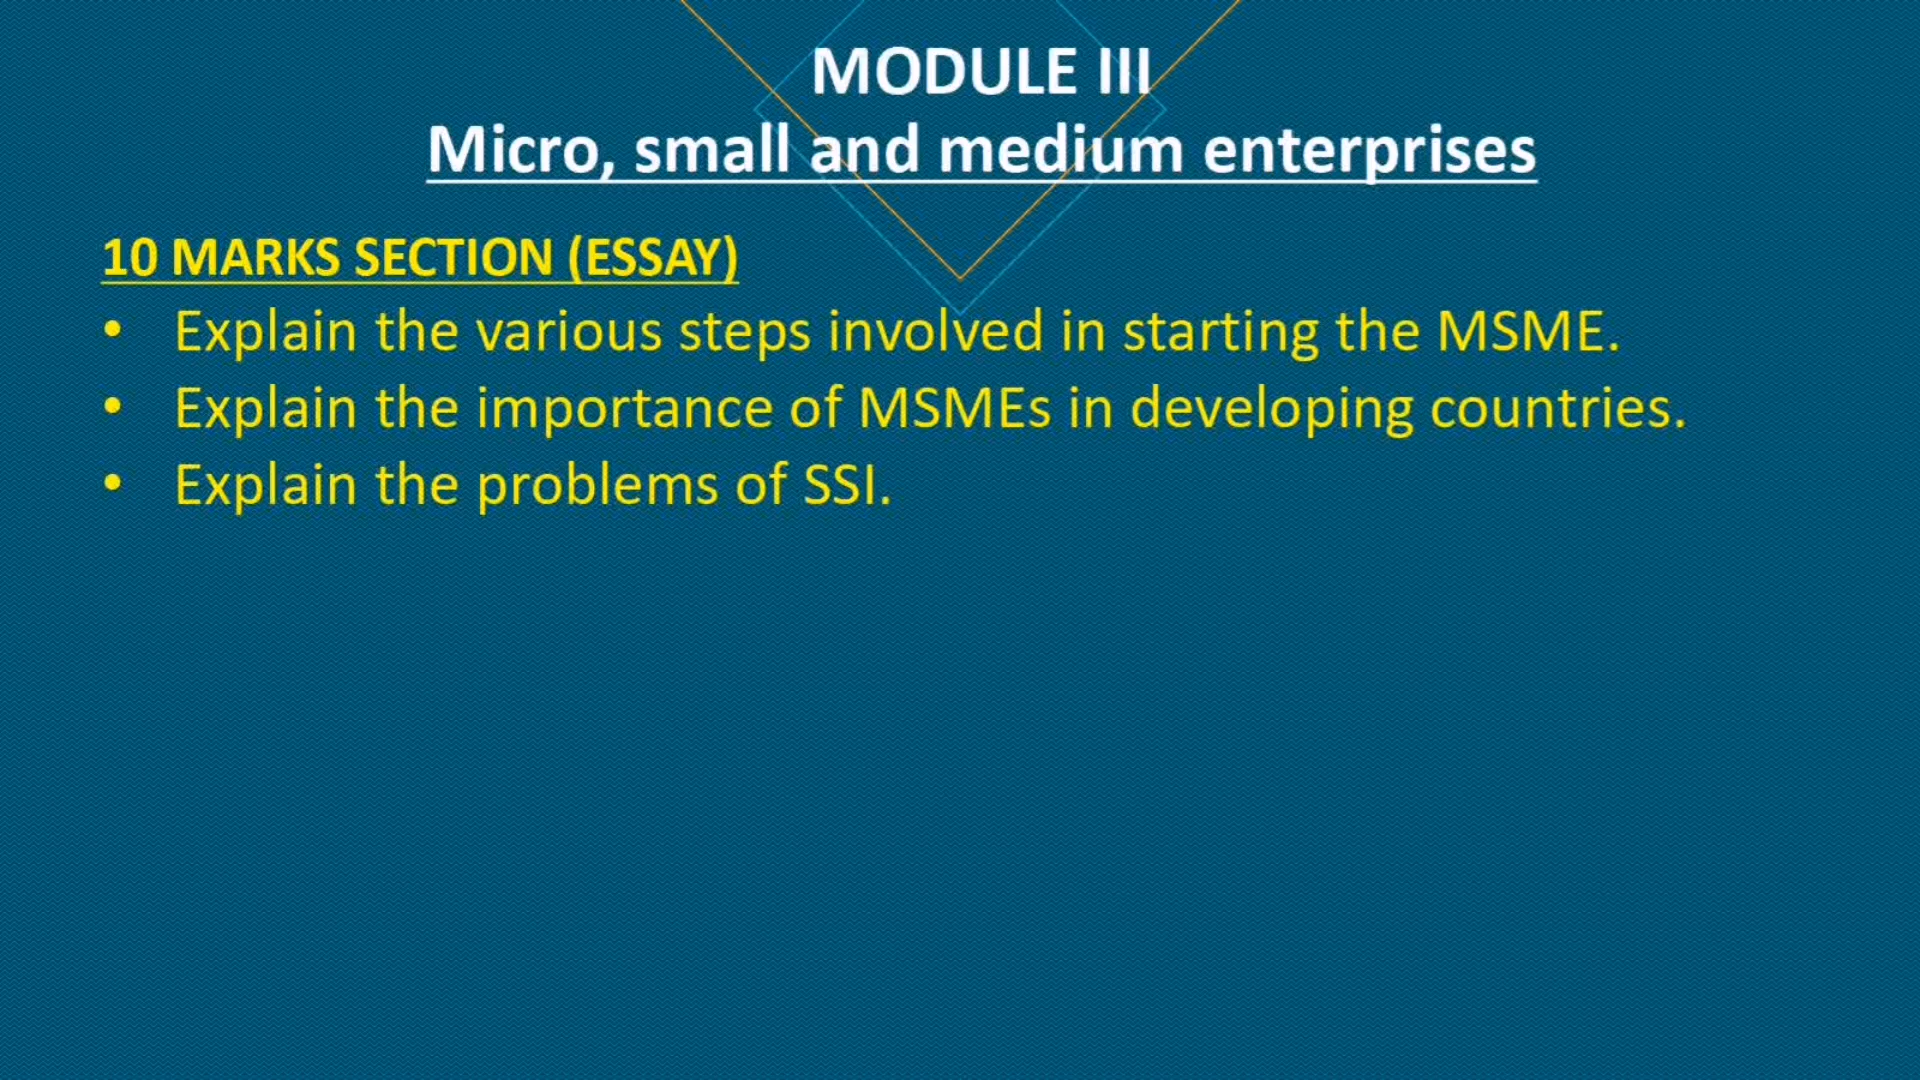 MODULE III
Micro, small and medium enterprises
10 MARKS SECTION (ESSAY)
• Explain the various steps involved in starting the MSME.
• Explain the importance of MSMEs in developing countries.
• Explain the problems of SSI.